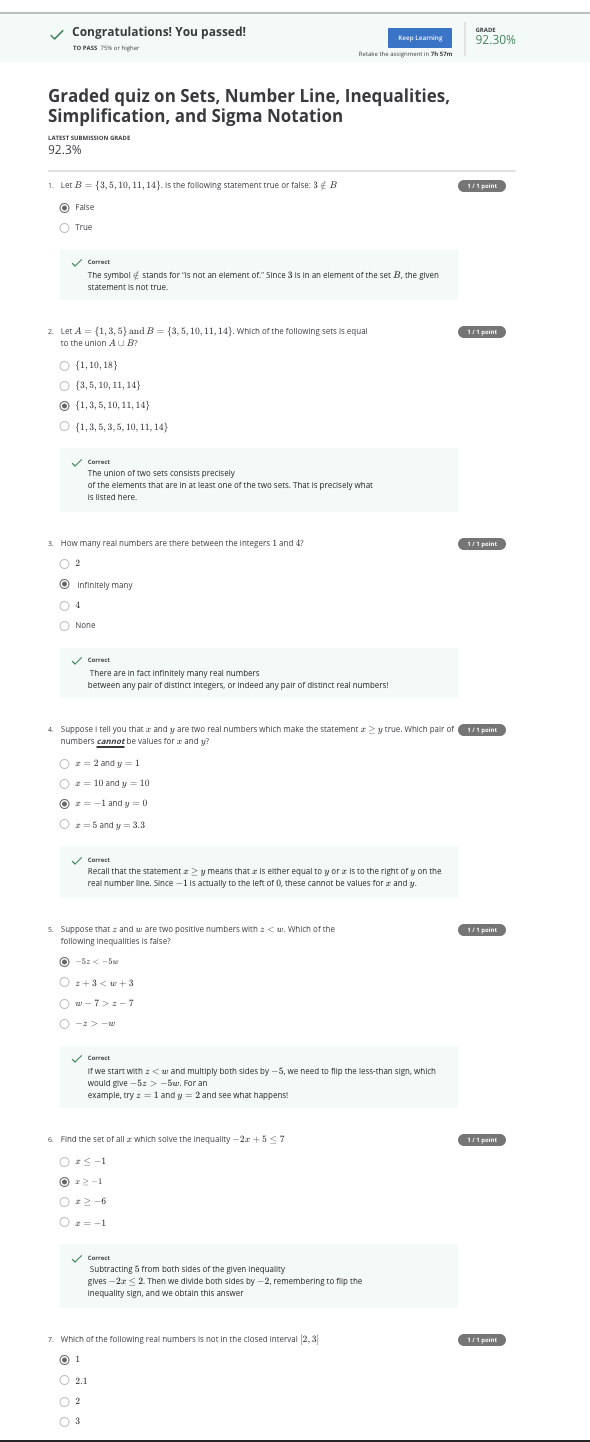 Congratulations! You passed!
TO PASS 75% or higher
Keep Learning
Retake the assignment in 7h 57m
GRADE
92.30%
Graded quiz on Sets, Number Line, Inequalities,
Simplification, and Sigma Notation
LATEST SUBMISSION GRADE
92.3%
1. Let B = {3, 5, 10, 11, 14}. Is the following statement true or false: 3 ∉ B
1 / 1 point
False
True
Correct
The symbol ∉ stands for "is not an element of." Since 3 is in an element of the set B, the given
statement is not true.
2. Let A = {1, 3, 5} and B = {3, 5, 10, 11, 14}. Which of the following sets is equal
to the union A ∪ B?
1 / 1 point
{1, 10, 18}
{3, 5, 10, 11, 14}
{1, 3, 5, 10, 11, 14}
{1, 3, 5, 3, 5, 10, 11, 14}
Correct
The union of two sets consists precisely
of the elements that are in at least one of the two sets. That is precisely what
is listed here.
3. How many real numbers are there between the integers 1 and 4?
1 / 1 point
2
Infinitely many
4
None
Correct
There are in fact infinitely many real numbers
between any pair of distinct integers, or indeed any pair of distinct real numbers!
4. Suppose I tell you that x and y are two real numbers which make the statement x ≥ y true. Which pair of
numbers cannot be values for x and y?
1 / 1 point
x = 2 and y = 1
x = 10 and y = 10
x = −1 and y = 0
x = 5 and y = 3.3
Correct
Recall that the statement x ≥ y means that x is either equal to y or x is to the right of y on the
real number line. Since −1 is actually to the left of 0, these cannot be values for x and y.
5. Suppose that z and w are two positive numbers with z < w. Which of the
following inequalities is false?
1 / 1 point
−5z < −5w
z + 3 < w + 3
w − 7 > z − 7
−z > −w
Correct
If we start with z < w and multiply both sides by −5, we need to flip the less-than sign, which
would give −5z > −5w. For an
example, try z = 1 and y = 2 and see what happens!
6. Find the set of all x which solve the inequality −2x + 5 ≤ 7
1 / 1 point
x ≤ −1
x ≥ −1
x ≥ −6
x = −1
Correct
Subtracting 5 from both sides of the given inequality
gives −2x ≤ 2. Then we divide both sides by −2, remembering to flip the
inequality sign, and we obtain this answer
7. Which of the following real numbers is not in the closed interval [2, 3]
1 / 1 point
1
2.1
2
3